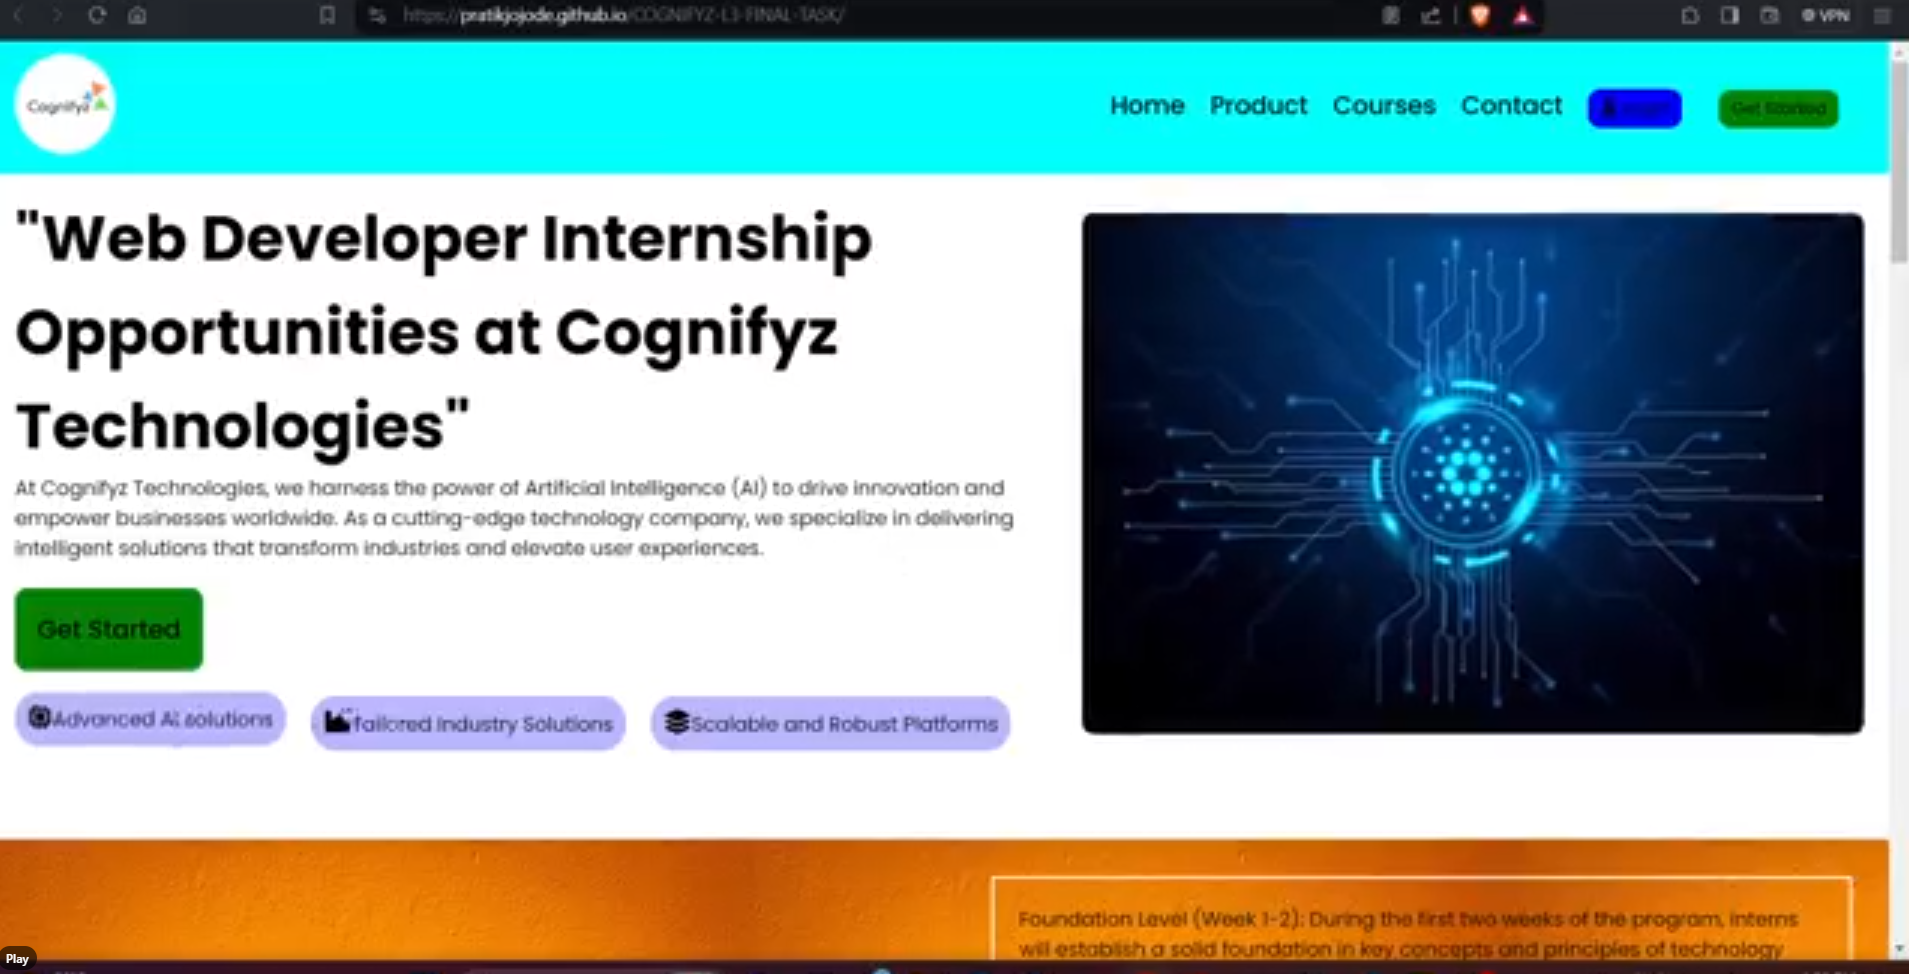 https://pratikjojode.github.io/COGNIFYZ-L3-FINAL-TASK/
VPN
Cognifyz
Home Product Courses Contact
Get Started
"Web Developer Internship
Opportunities at Cognifyz
Technologies"
At Cognifyz Technologies, we harness the power of Artificial Intelligence (AI) to drive innovation and
empower businesses worldwide. As a cutting-edge technology company, we specialize in delivering
intelligent solutions that transform industries and elevate user experiences.
Get Started
Advanced AI solutions Tailored Industry Solutions Scalable and Robust Platforms
Foundation Level (Week 1-2): During the first two weeks of the program, interns
will establish a solid foundation in key concepts and principles of technology
Play